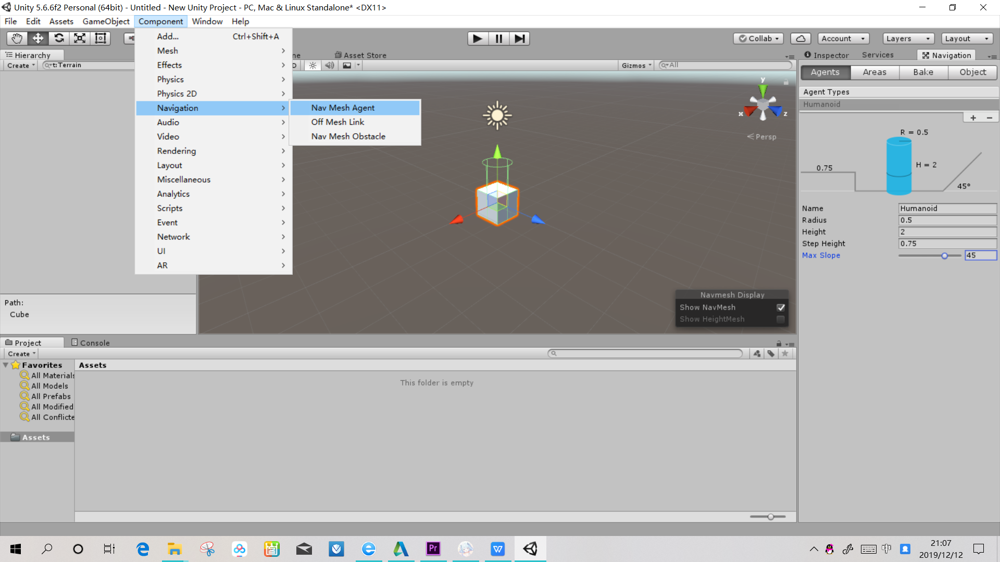 Unity 5.6.6f2 Personal (64bit) - Untitled - New Unity Project - PC, Mac & Linux Standalone* <DX11>
File Edit Assets GameObject Component Window Help
Add... Ctrl+Shift+A
Mesh
Effects
Physics
Physics 2D
Navigation
Audio
Video
Rendering
Layout
Miscellaneous
Analytics
Scripts
Event
Network
UI
AR
Nav Mesh Agent
Off Mesh Link
Nav Mesh Obstacle
Collab
Account
Layers
Layout
Hierarchy
Create
t:Terrain
Asset Store
Gizmos
All
y
x
z
Persp
Navmesh Display
Show NavMesh
Show HeightMesh
Path:
Cube
Inspector
Services
Navigation
Agents Areas Bake Object
Agent Types
Humanoid
R = 0.5
H = 2
0.75
45°
Name Humanoid
Radius 0.5
Height 2
Step Height 0.75
Max Slope 45
Project
Console
Create
Favorites
All Materials
All Models
All Prefabs
All Modified
All Conflicte
Assets
Assets
This folder is empty
Pr
W
中
21:07
2019/12/12